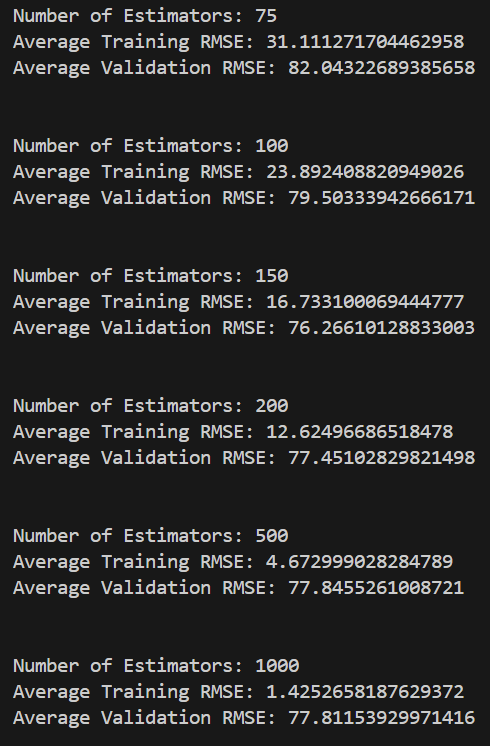 Number of Estimators: 75
Average Training RMSE: 31.111271704462958
Average Validation RMSE: 82.04322689385658
Number of Estimators: 100
Average Training RMSE: 23.892408820949026
Average Validation RMSE: 79.50333942666171
Number of Estimators: 150
Average Training RMSE: 16.733100069444777
Average Validation RMSE: 76.26610128833003
Number of Estimators: 200
Average Training RMSE: 12.62496686518478
Average Validation RMSE: 77.45102829821498
Number of Estimators: 500
Average Training RMSE: 4.672999028284789
Average Validation RMSE: 77.8455261008721
Number of Estimators: 1000
Average Training RMSE: 1.4252658187629372
Average Validation RMSE: 77.81153929971416